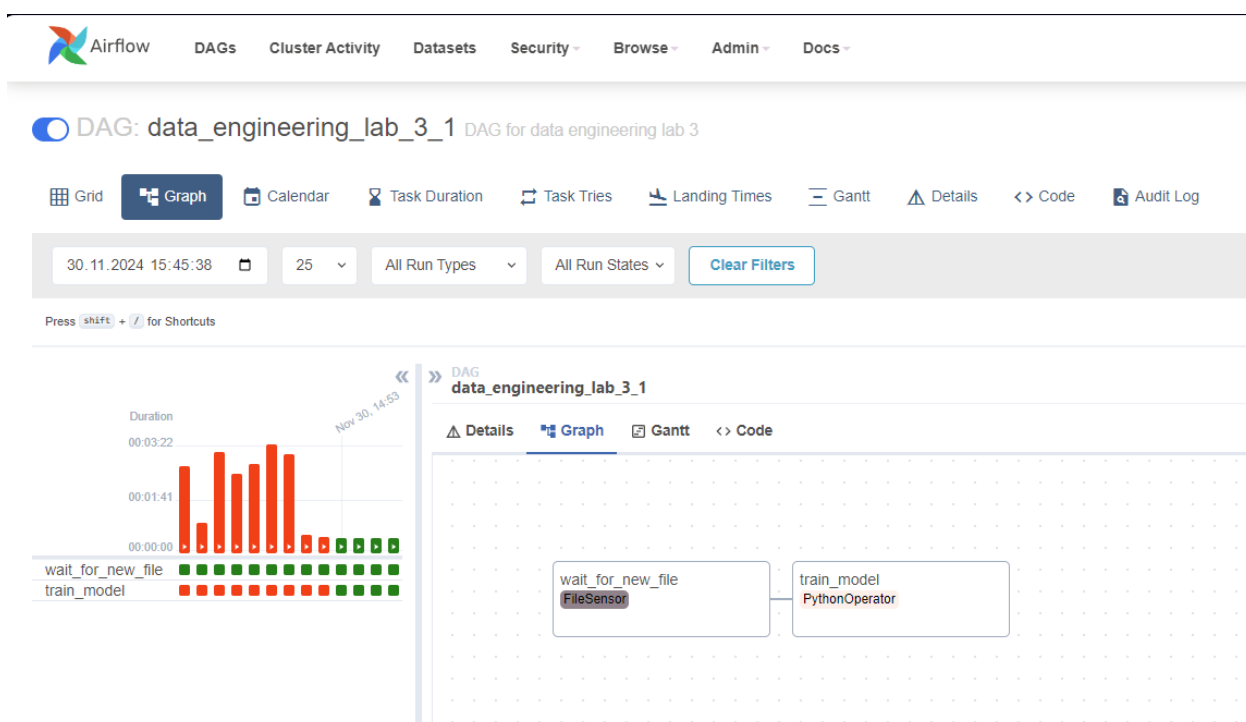 Airflow DAGs Cluster Activity Datasets Security Browse Admin Docs
DAG: data_engineering_lab_3_1 DAG for data engineering lab 3
Grid Graph Calendar Task Duration Task Tries Landing Times Gantt Details <> Code Audit Log
30.11.2024 15:45:38 25 All Run Types All Run States Clear Filters
Press shift + / for Shortcuts
DAG
data_engineering_lab_3_1
Nov 30, 14:53
Duration
00:03:22
00:01:41
00:00:00
wait_for_new_file
train_model
Details Graph Gantt <> Code
wait_for_new_file
FileSensor
train_model
PythonOperator